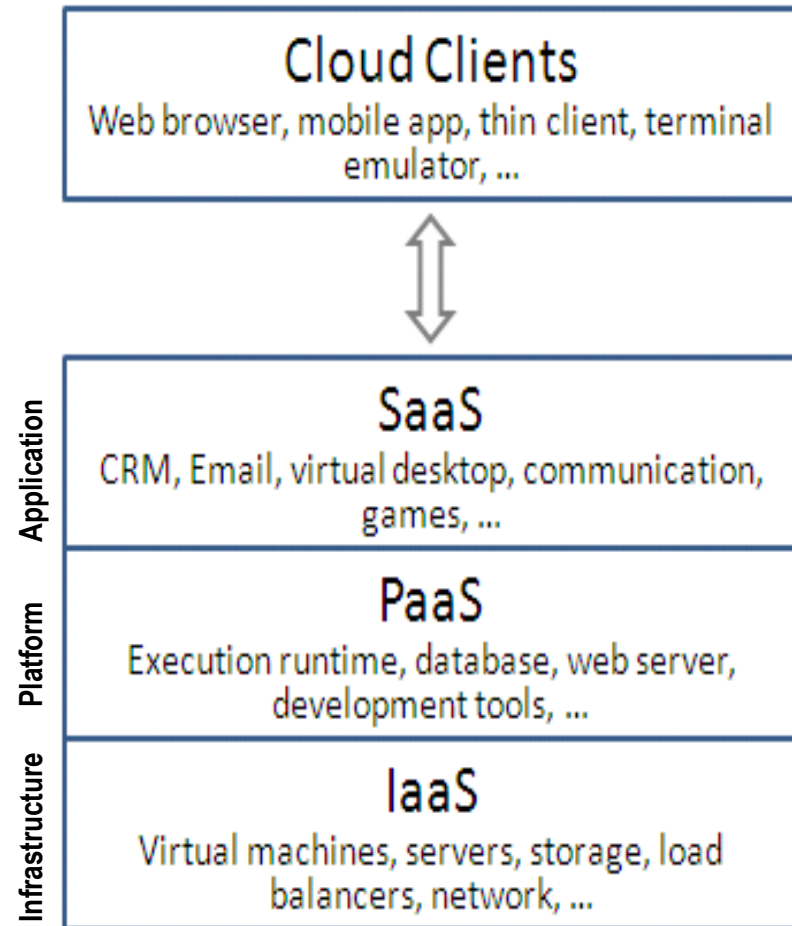 Cloud Clients
Web browser, mobile app, thin client, terminal
emulator, ...
Application
SaaS
CRM, Email, virtual desktop, communication,
games, ...
Platform
PaaS
Execution runtime, database, web server,
development tools, ...
Infrastructure
IaaS
Virtual machines, servers, storage, load
balancers, network, ...